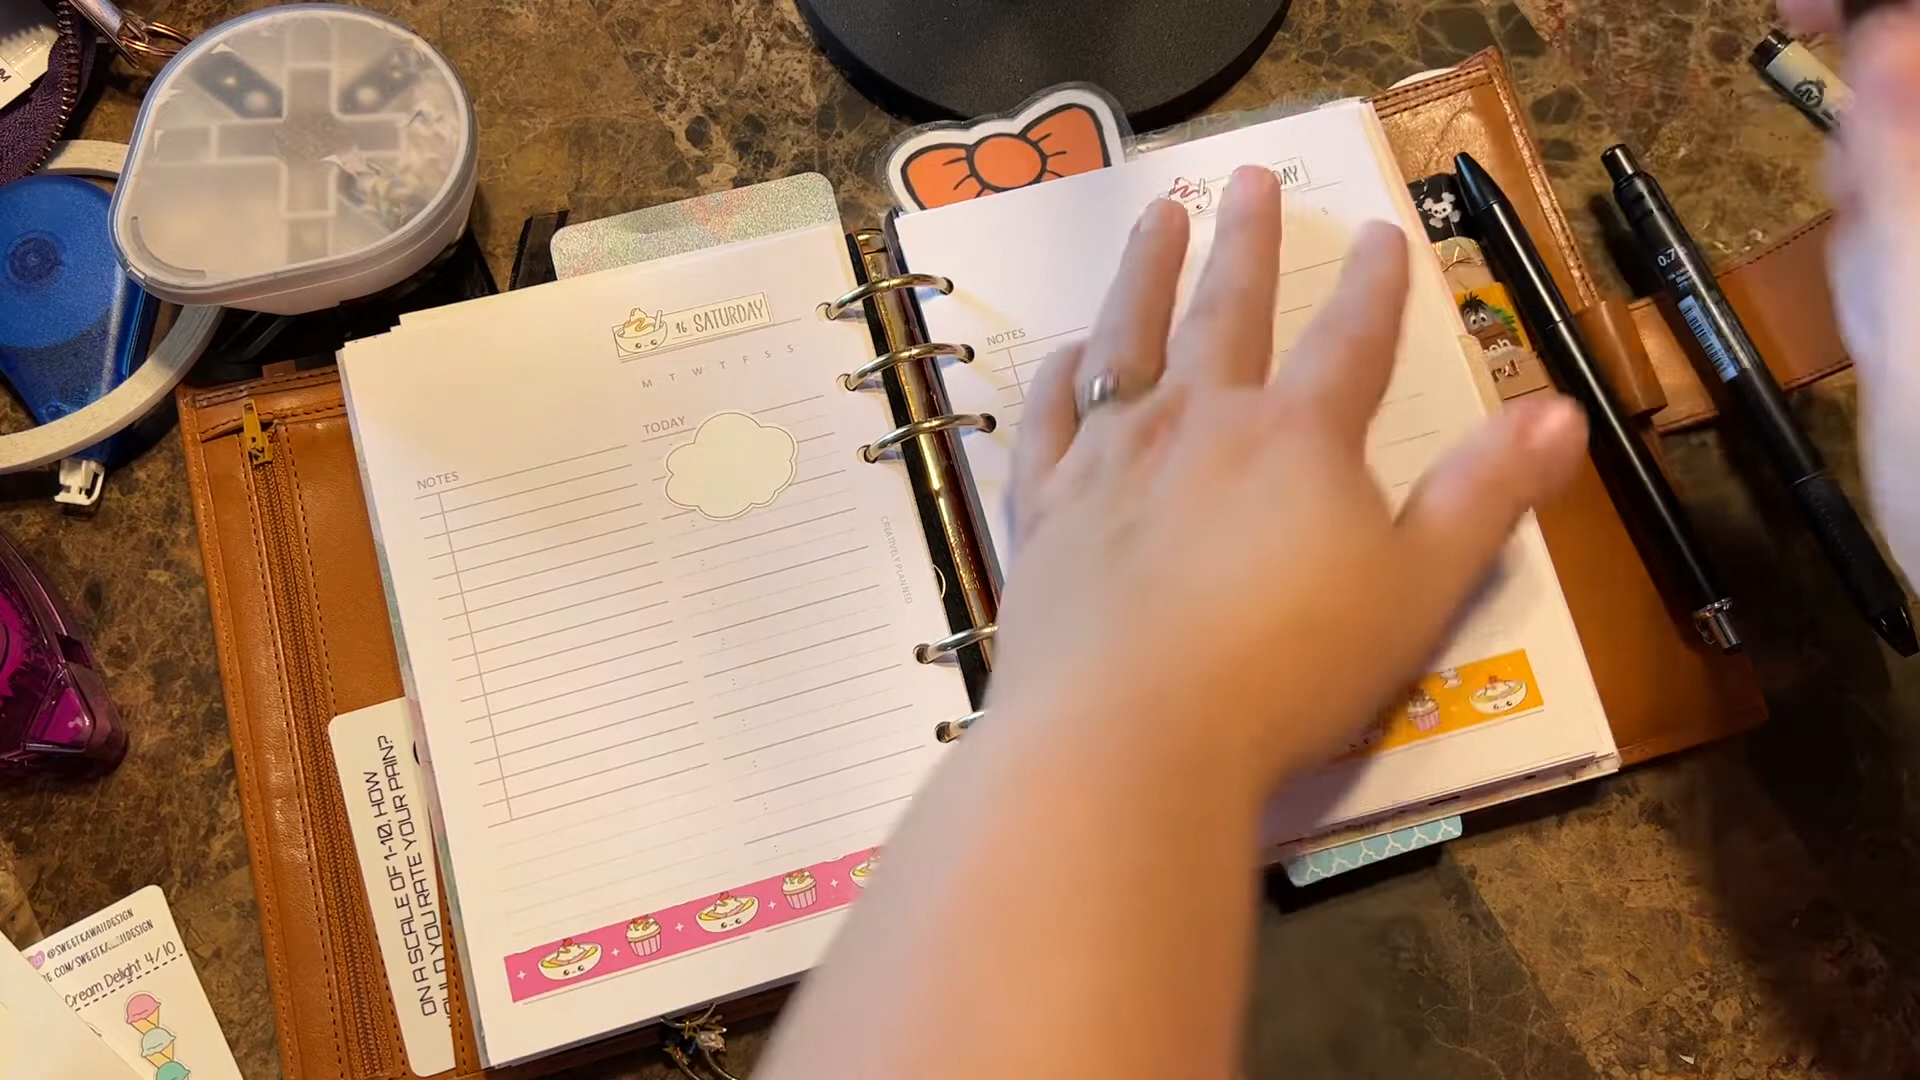 16 SATURDAY
M T W T F S S
TODAY
NOTES
CREATIVELY PLANNED
NOTES
DAY
S
0.7
ON A SCALE OF 1-10, HOW
YOU RATE YOUR PAIN?
@SWEETKAWAIIDESIGN
Cream Delight 4/10